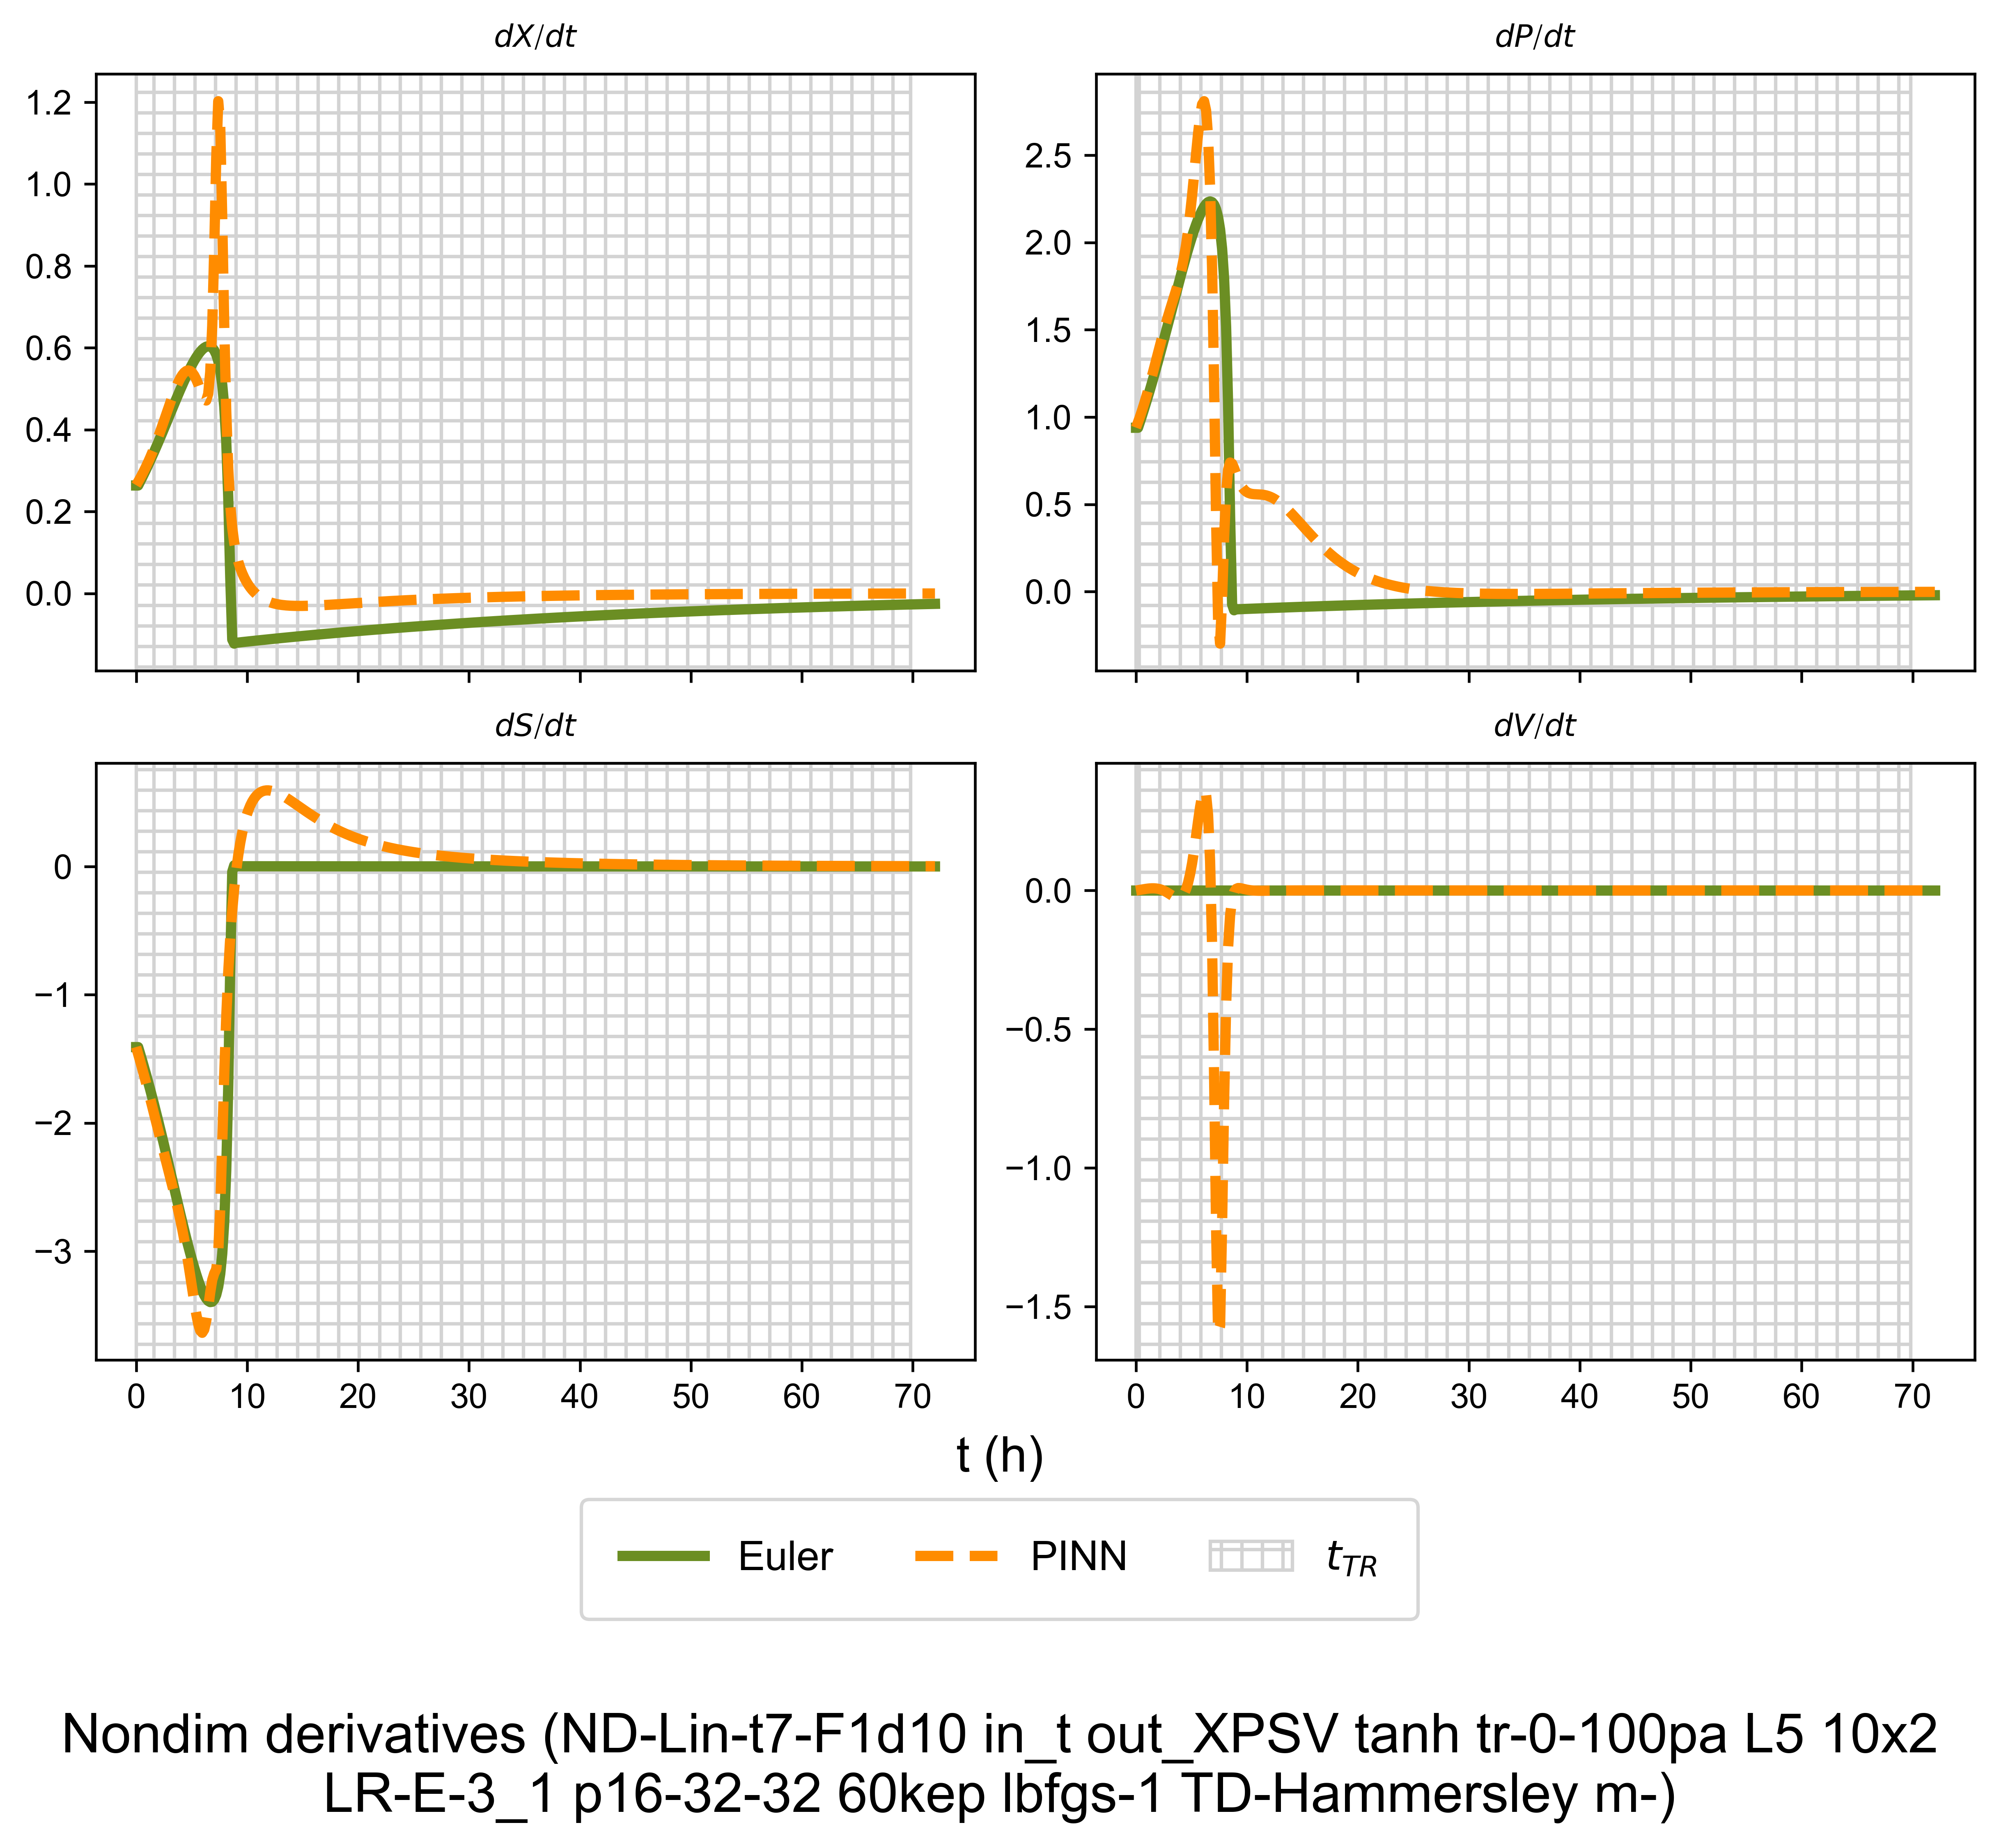 dX/dt
dP/dt
1.2
1.0
0.8
0.6
0.4
0.2
0.0
2.5
2.0
1.5
1.0
0.5
0.0
dS/dt
dV/dt
0
−1
−2
−3
0.0
−0.5
−1.0
−1.5
0 10 20 30 40 50 60 70
0 10 20 30 40 50 60 70
t (h)
Euler PINN t_TR
Nondim derivatives (ND-Lin-t7-F1d10 in_t out_XPSV tanh tr-0-100pa L5 10x2
LR-E-3_1 p16-32-32 60kep lbfgs-1 TD-Hammersley m-)